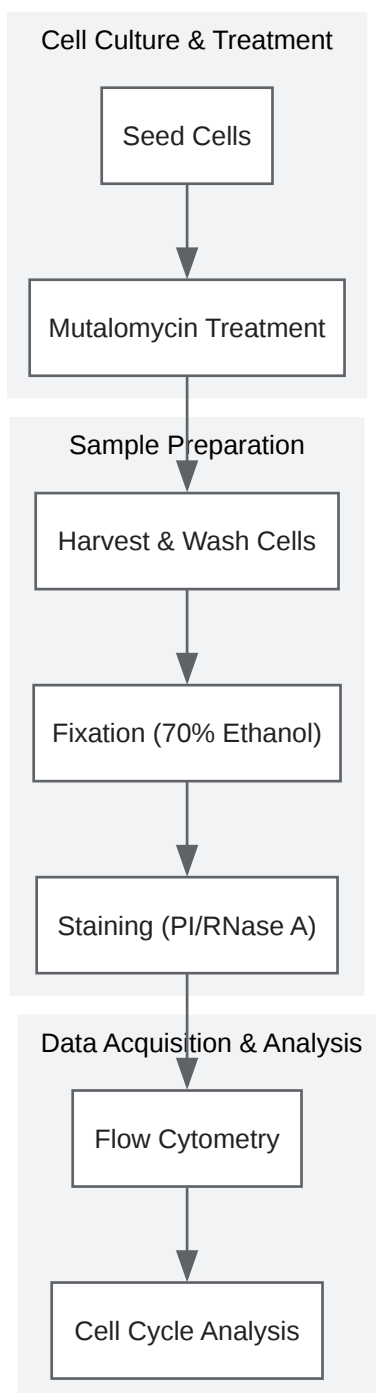 Cell Culture & Treatment
Seed Cells
Mutalomycin Treatment
Sample Preparation
Harvest & Wash Cells
Fixation (70% Ethanol)
Staining (PI/RNase A)
Data Acquisition & Analysis
Flow Cytometry
Cell Cycle Analysis